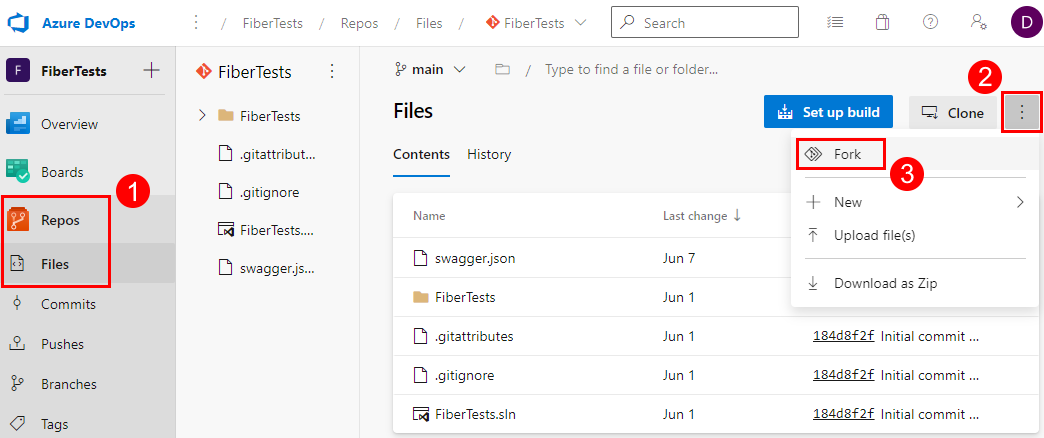 Azure DevOps / FiberTests / Repos / Files / FiberTests Search D
F FiberTests
Overview
Boards
Repos
Files
Commits
Pushes
Branches
Tags
1
FiberTests
FiberTests
.gitattribut...
.gitignore
FiberTests....
swagger.js...
main / Type to find a file or folder...
Files
Set up build
Clone
2
Fork
3
New
Upload file(s)
Download as Zip
Contents History
Name Last change
swagger.json Jun 7
FiberTests Jun 1
.gitattributes Jun 1 184d8f2f Initial commit ...
.gitignore Jun 1 184d8f2f Initial commit ...
FiberTests.sln Jun 1 184d8f2f Initial commit ...